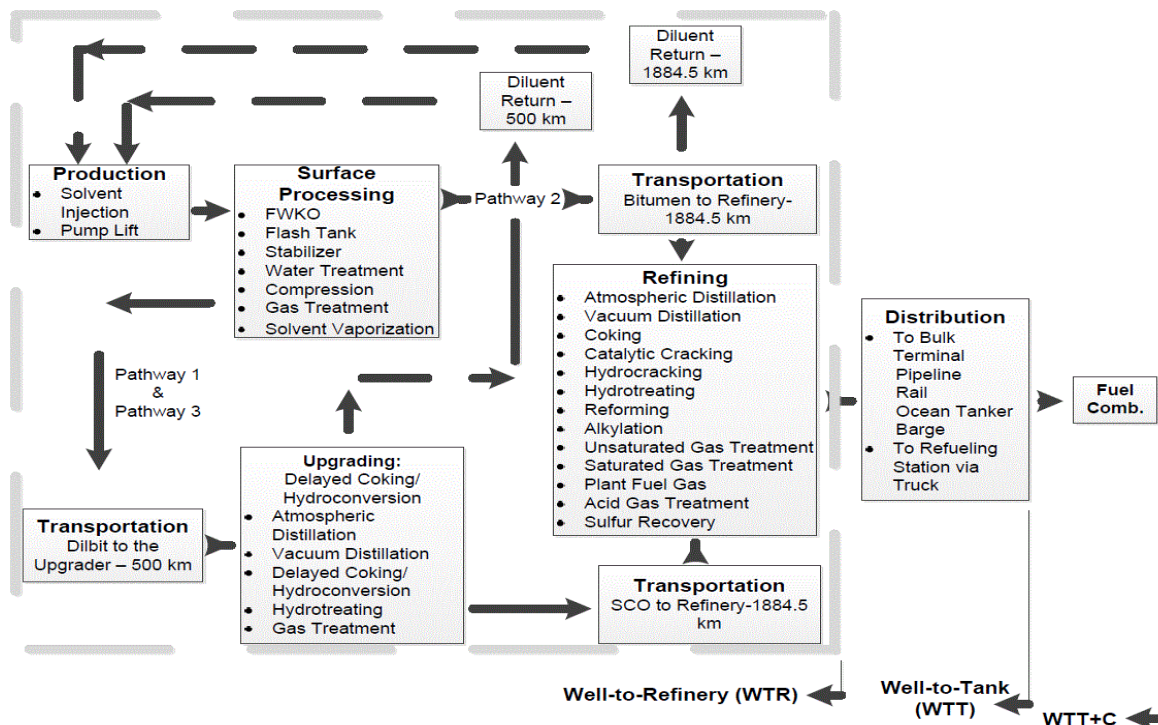 Diluent
Return –
1884.5 km
Diluent
Return –
500 km
Production
Solvent
Injection
Pump Lift
Surface
Processing
FWKO
Flash Tank
Stabilizer
Water Treatment
Compression
Gas Treatment
Solvent Vaporization
Pathway 2
Transportation
Bitumen to Refinery-
1884.5 km
Refining
Atmospheric Distillation
Vacuum Distillation
Coking
Catalytic Cracking
Hydrocracking
Hydrotreating
Reforming
Alkylation
Unsaturated Gas Treatment
Saturated Gas Treatment
Plant Fuel Gas
Acid Gas Treatment
Sulfur Recovery
Distribution
To Bulk
Terminal
Pipeline
Rail
Ocean Tanker
Barge
To Refueling
Station via
Truck
Fuel
Comb.
Pathway 1
&
Pathway 3
Transportation
Dilbit to the
Upgrader – 500 km
Upgrading:
Delayed Coking/
Hydroconversion
Atmospheric
Distillation
Vacuum Distillation
Delayed Coking/
Hydroconversion
Hydrotreating
Gas Treatment
Transportation
SCO to Refinery-1884.5
km
Well-to-Refinery (WTR)
Well-to-Tank
(WTT)
WTT+C